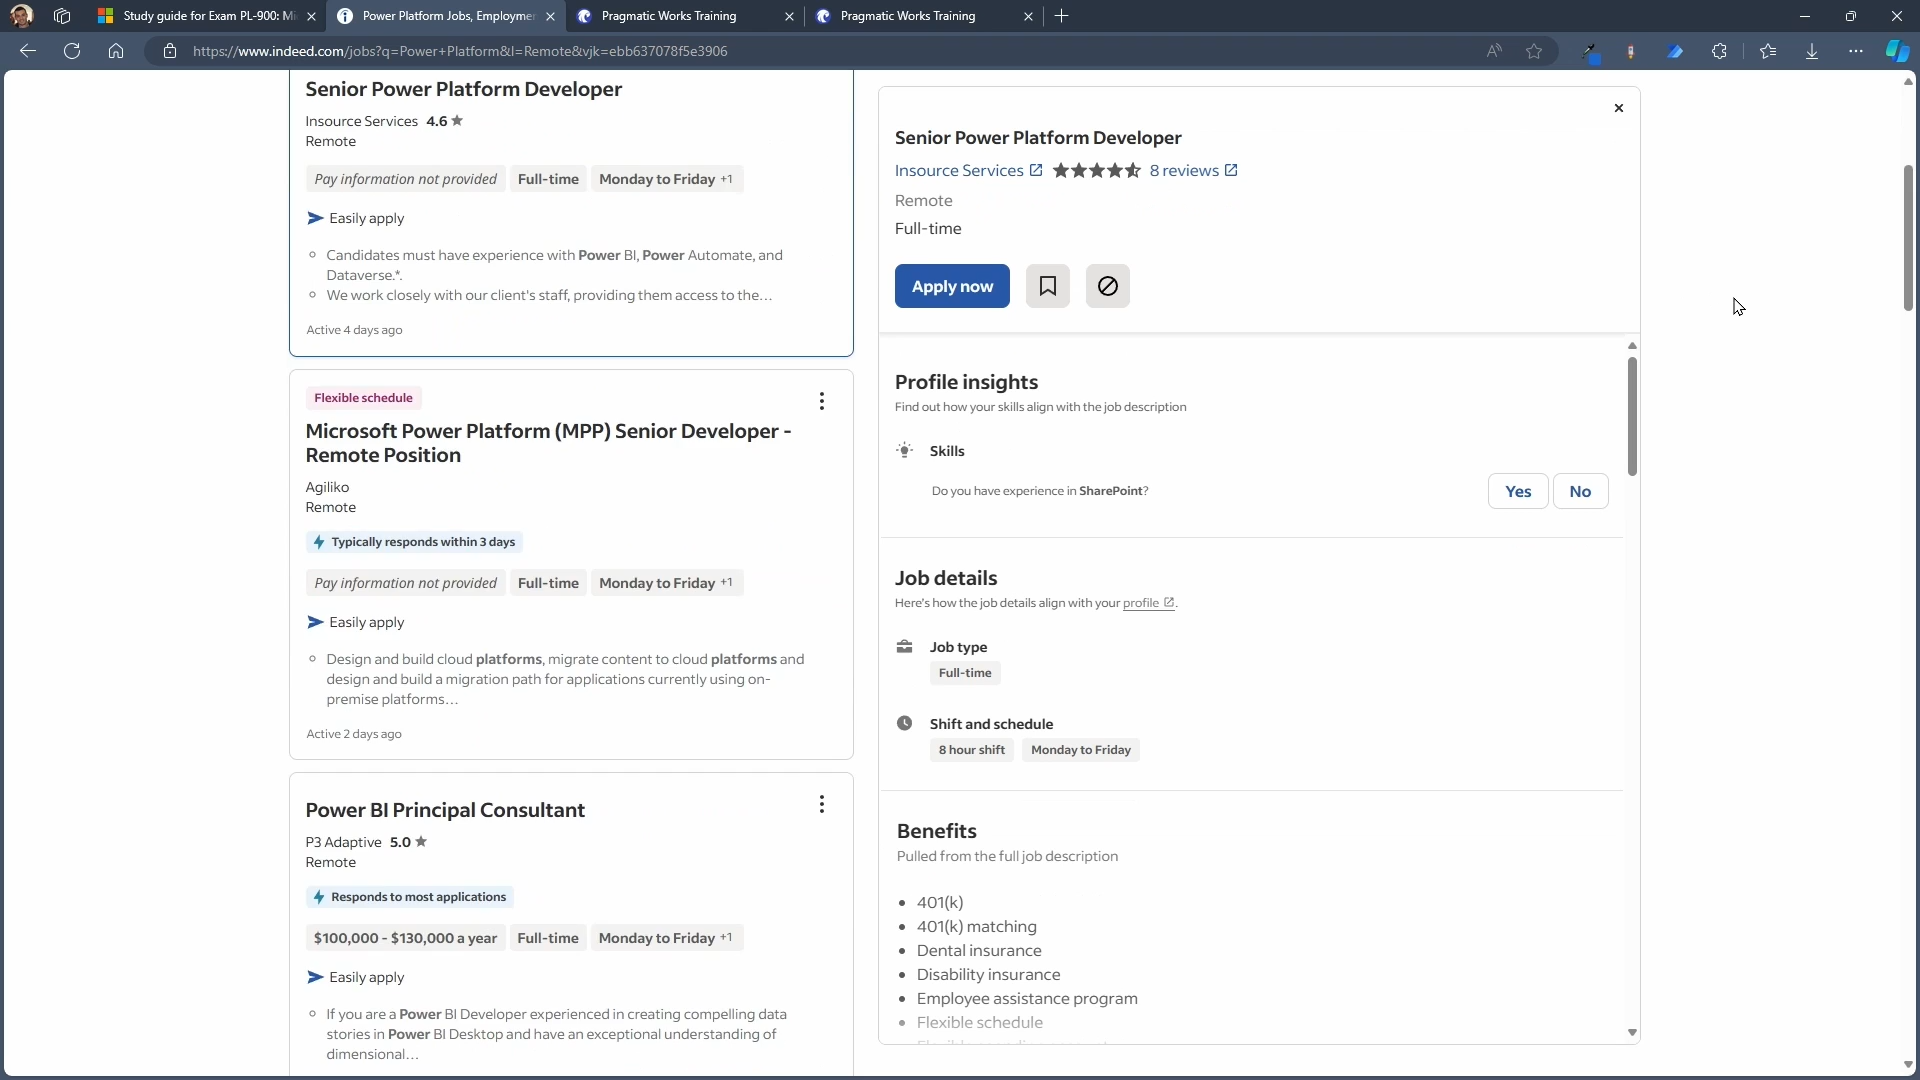 Study guide for Exam PL-900: Mi
Power Platform Jobs, Employme
Pragmatic Works Training
Pragmatic Works Training
https://www.indeed.com/jobs?q=Power+Platform&l=Remote&vjk=ebb637078f5e3906
Senior Power Platform Developer
Insource Services 4.6
Remote
Pay information not provided Full-time Monday to Friday +1
Easily apply
Candidates must have experience with Power BI, Power Automate, and
Dataverse.*.
We work closely with our client's staff, providing them access to the...
Active 4 days ago
Flexible schedule
Microsoft Power Platform (MPP) Senior Developer -
Remote Position
Agiliko
Remote
Typically responds within 3 days
Pay information not provided Full-time Monday to Friday +1
Easily apply
Design and build cloud platforms, migrate content to cloud platforms and
design and build a migration path for applications currently using on-
premise platforms...
Active 2 days ago
Power BI Principal Consultant
P3 Adaptive 5.0
Remote
Responds to most applications
$100,000 - $130,000 a year Full-time Monday to Friday +1
Easily apply
If you are a Power BI Developer experienced in creating compelling data
stories in Power BI Desktop and have an exceptional understanding of
dimensional...
Senior Power Platform Developer
Insource Services 8 reviews
Remote
Full-time
Apply now
Profile insights
Find out how your skills align with the job description
Skills
Do you have experience in SharePoint? Yes No
Job details
Here's how the job details align with your profile.
Job type
Full-time
Shift and schedule
8 hour shift Monday to Friday
Benefits
Pulled from the full job description
401(k)
401(k) matching
Dental insurance
Disability insurance
Employee assistance program
Flexible schedule